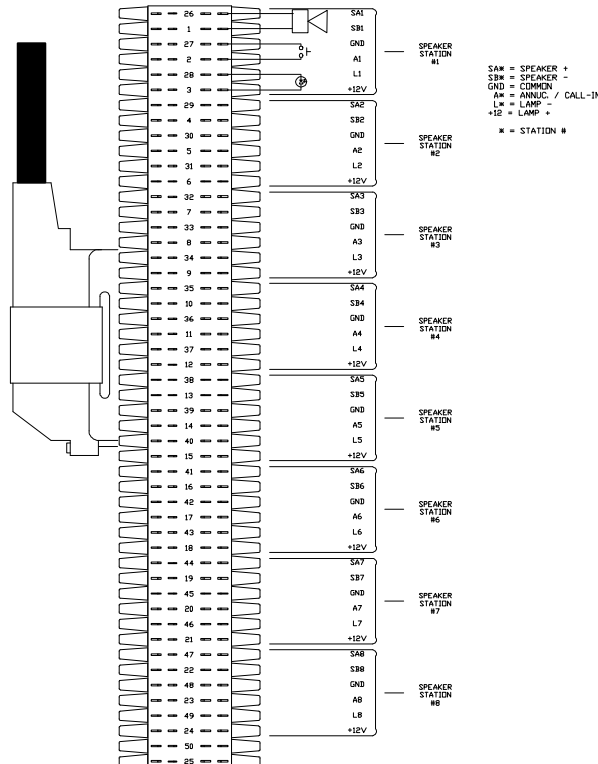 26 SA1
1 SB1
27 GND
2 A1
28 L1
3 +12V
SPEAKER
STATION
#1
SA* = SPEAKER +
SB* = SPEAKER -
GND = COMMON
A* = ANNUC. / CALL-IN
L* = LAMP -
+12 = LAMP +
* = STATION #
29 SA2
4 SB2
30 GND
5 A2
31 L2
6 +12V
SPEAKER
STATION
#2
32 SA3
7 SB3
33 GND
8 A3
34 L3
9 +12V
SPEAKER
STATION
#3
35 SA4
10 SB4
36 GND
11 A4
37 L4
12 +12V
SPEAKER
STATION
#4
38 SA5
13 SB5
39 GND
14 A5
40 L5
15 +12V
SPEAKER
STATION
#5
41 SA6
16 SB6
42 GND
17 A6
43 L6
18 +12V
SPEAKER
STATION
#6
44 SA7
19 SB7
45 GND
20 A7
46 L7
21 +12V
SPEAKER
STATION
#7
47 SA8
22 SB8
48 GND
23 A8
49 L8
24 +12V
SPEAKER
STATION
#8
50
25